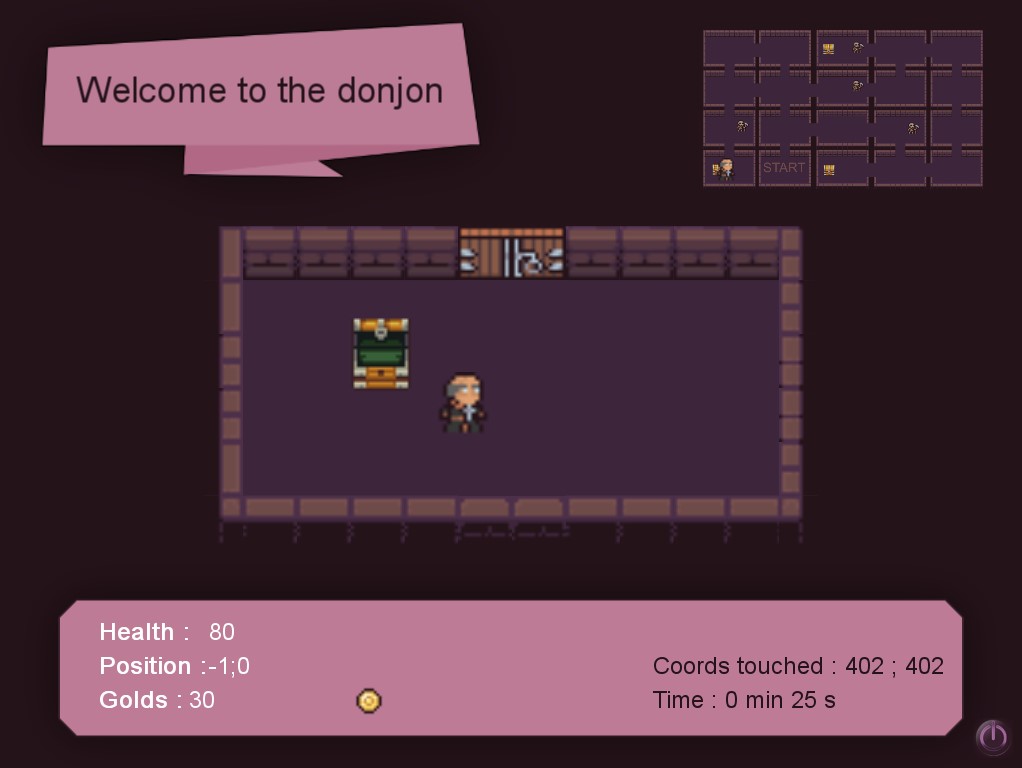 Welcome to the donjon
START
Health : 80
Position :-1;0
Golds : 30
Coords touched : 402 ; 402
Time : 0 min 25 s